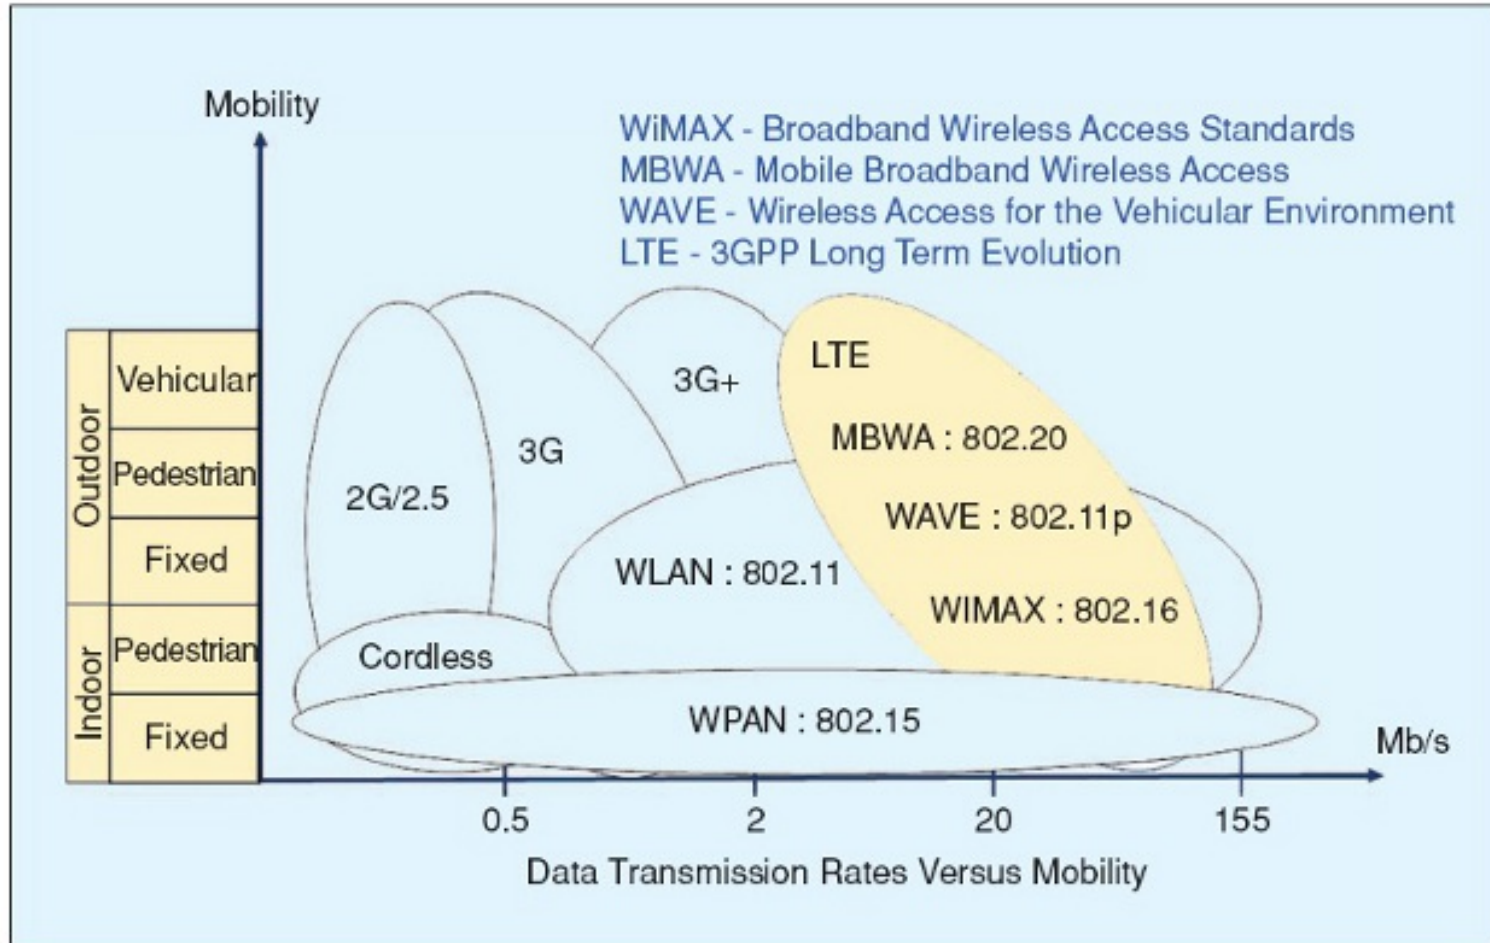 Mobility
WiMAX - Broadband Wireless Access Standards
MBWA - Mobile Broadband Wireless Access
WAVE - Wireless Access for the Vehicular Environment
LTE - 3GPP Long Term Evolution
Outdoor
Vehicular
Pedestrian
Fixed
Indoor
Pedestrian
Fixed
2G/2.5
3G
3G+
LTE
MBWA : 802.20
WAVE : 802.11p
WIMAX : 802.16
WLAN : 802.11
Cordless
WPAN : 802.15
Mb/s
0.5 2 20 155
Data Transmission Rates Versus Mobility